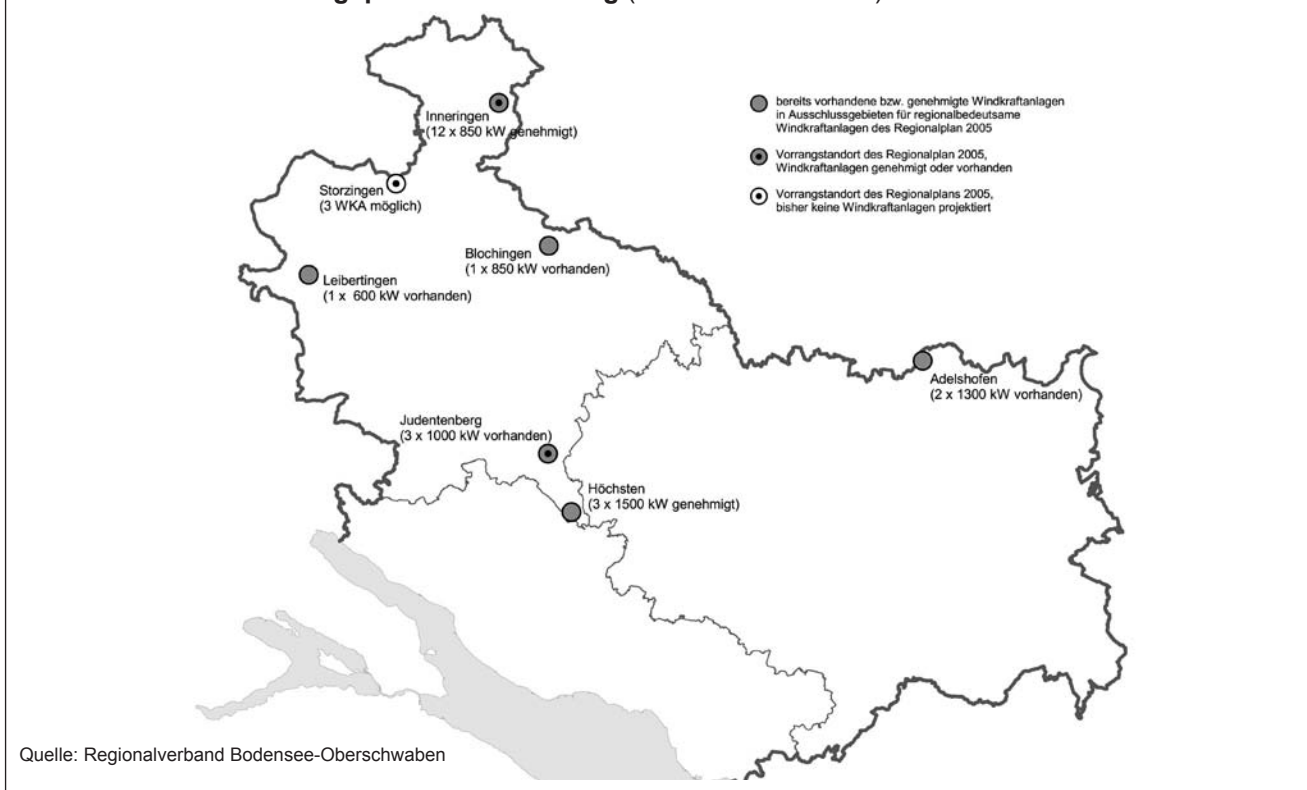 bereits vorhandene bzw. genehmigte Windkraftanlagen
in Ausschlussgebieten für regionalbedeutsame
Windkraftanlagen des Regionalplan 2005
Vorrangstandort des Regionalplan 2005,
Windkraftanlagen genehmigt oder vorhanden
Vorrangstandort des Regionalplans 2005,
bisher keine Windkraftanlagen projektiert
Inneringen
(12 x 850 kW genehmigt)
Storzingen
(3 WKA möglich)
Blochingen
(1 x 850 kW vorhanden)
Leibertingen
(1 x 600 kW vorhanden)
Adelshofen
(2 x 1300 kW vorhanden)
Judentenberg
(3 x 1000 kW vorhanden)
Höchsten
(3 x 1500 kW genehmigt)
Quelle: Regionalverband Bodensee-Oberschwaben